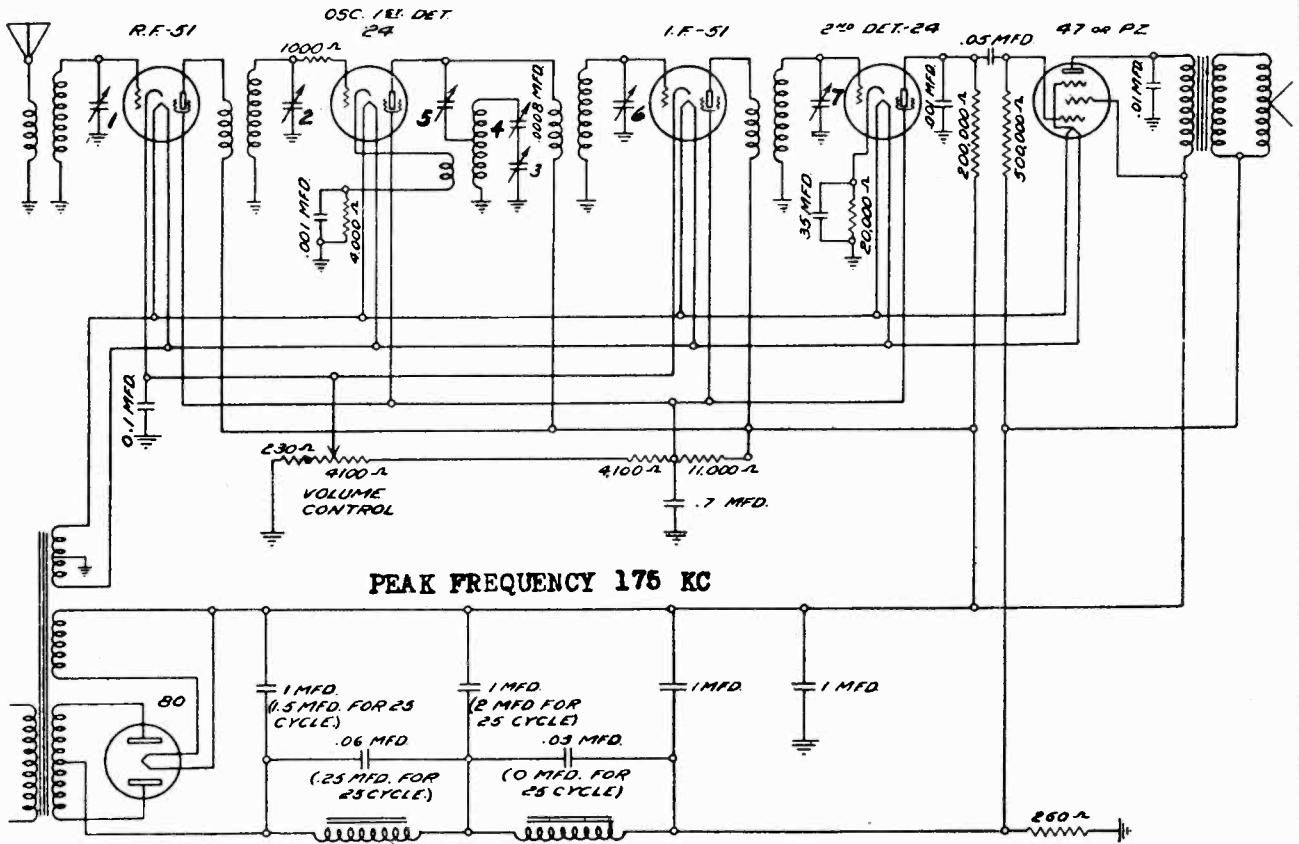 OSC. 1ST. DET.
24
R.F.-51
I.F.-51
2ND DET.-24
47 OR PZ
1000 Ω
.05 MFD
1
2
5
4
.0008 MFD.
3
6
7
.001 MFD.
4,000 Ω
.35 MFD.
20,000 Ω
.001 MFD.
200,000 Ω
500,000 Ω
.01 MFD.
0.1 MFD.
230 Ω
4100 Ω
VOLUME
CONTROL
4,100 Ω
11,000 Ω
.7 MFD.
PEAK FREQUENCY 175 KC
80
1 MFD.
(1.5 MFD. FOR 25
CYCLE.)
1 MFD.
(2 MFD FOR
25 CYCLE)
1 MFD.
1 MFD.
.06 MFD.
(.25 MFD. FOR
25 CYCLE.)
.03 MFD.
(0 MFD. FOR
25 CYCLE)
260 Ω